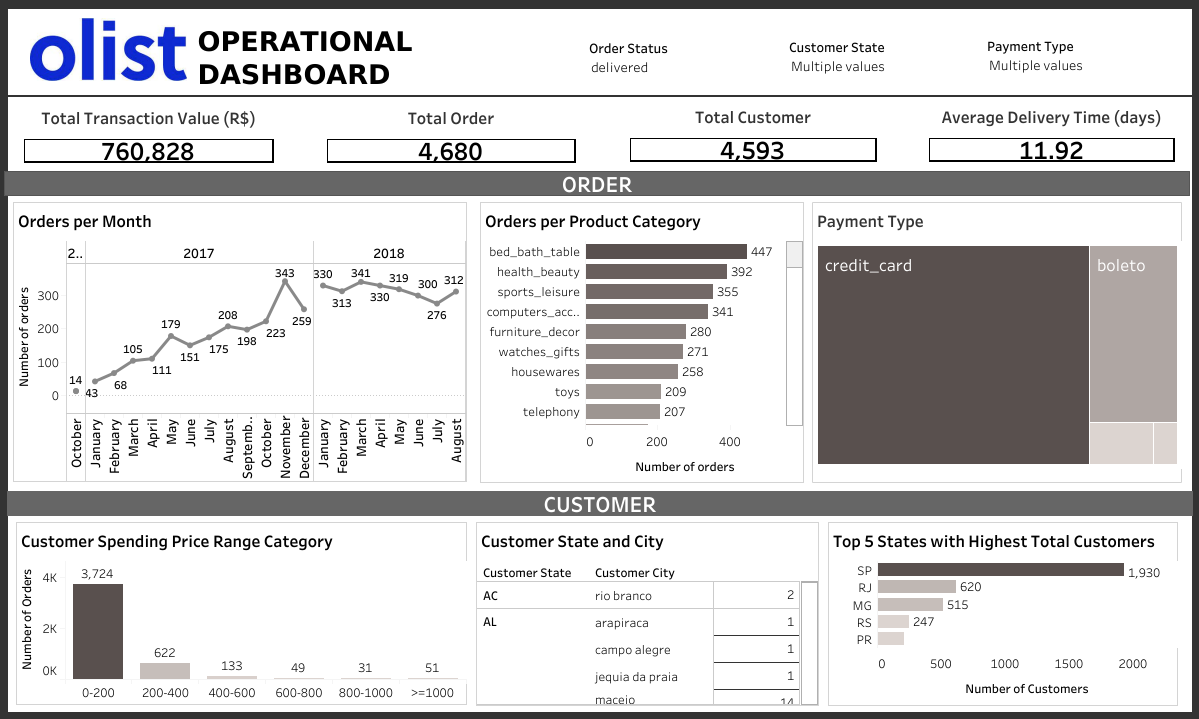 olist OPERATIONAL
DASHBOARD
Order Status
delivered
Customer State
Multiple values
Payment Type
Multiple values
Total Transaction Value (R$)
760,828
Total Order
4,680
Total Customer
4,593
Average Delivery Time (days)
11.92
ORDER
Orders per Month
2.. 2017 2018
Number of orders
300
200
100
0
14
43
68
105
111
179
151
175
208
198
223
343
259
330
313
341
330
319
300
276
312
October
January
February
March
April
May
June
July
August
Septemb..
October
November
December
January
February
March
April
May
June
July
August
Orders per Product Category
bed_bath_table 447
health_beauty 392
sports_leisure 355
computers_acc.. 341
furniture_decor 280
watches_gifts 271
housewares 258
toys 209
telephony 207
0 200 400
Number of orders
Payment Type
credit_card
boleto
CUSTOMER
Customer Spending Price Range Category
Number of Orders
4K
2K
0K
3,724
622
133
49
31
51
0-200 200-400 400-600 600-800 800-1000 >=1000
Customer State and City
Customer State Customer City
AC rio branco 2
AL arapiraca 1
campo alegre 1
jequia da praia 1
maceio 14
Top 5 States with Highest Total Customers
SP 1,930
RJ 620
MG 515
RS 247
PR
0 500 1000 1500 2000
Number of Customers